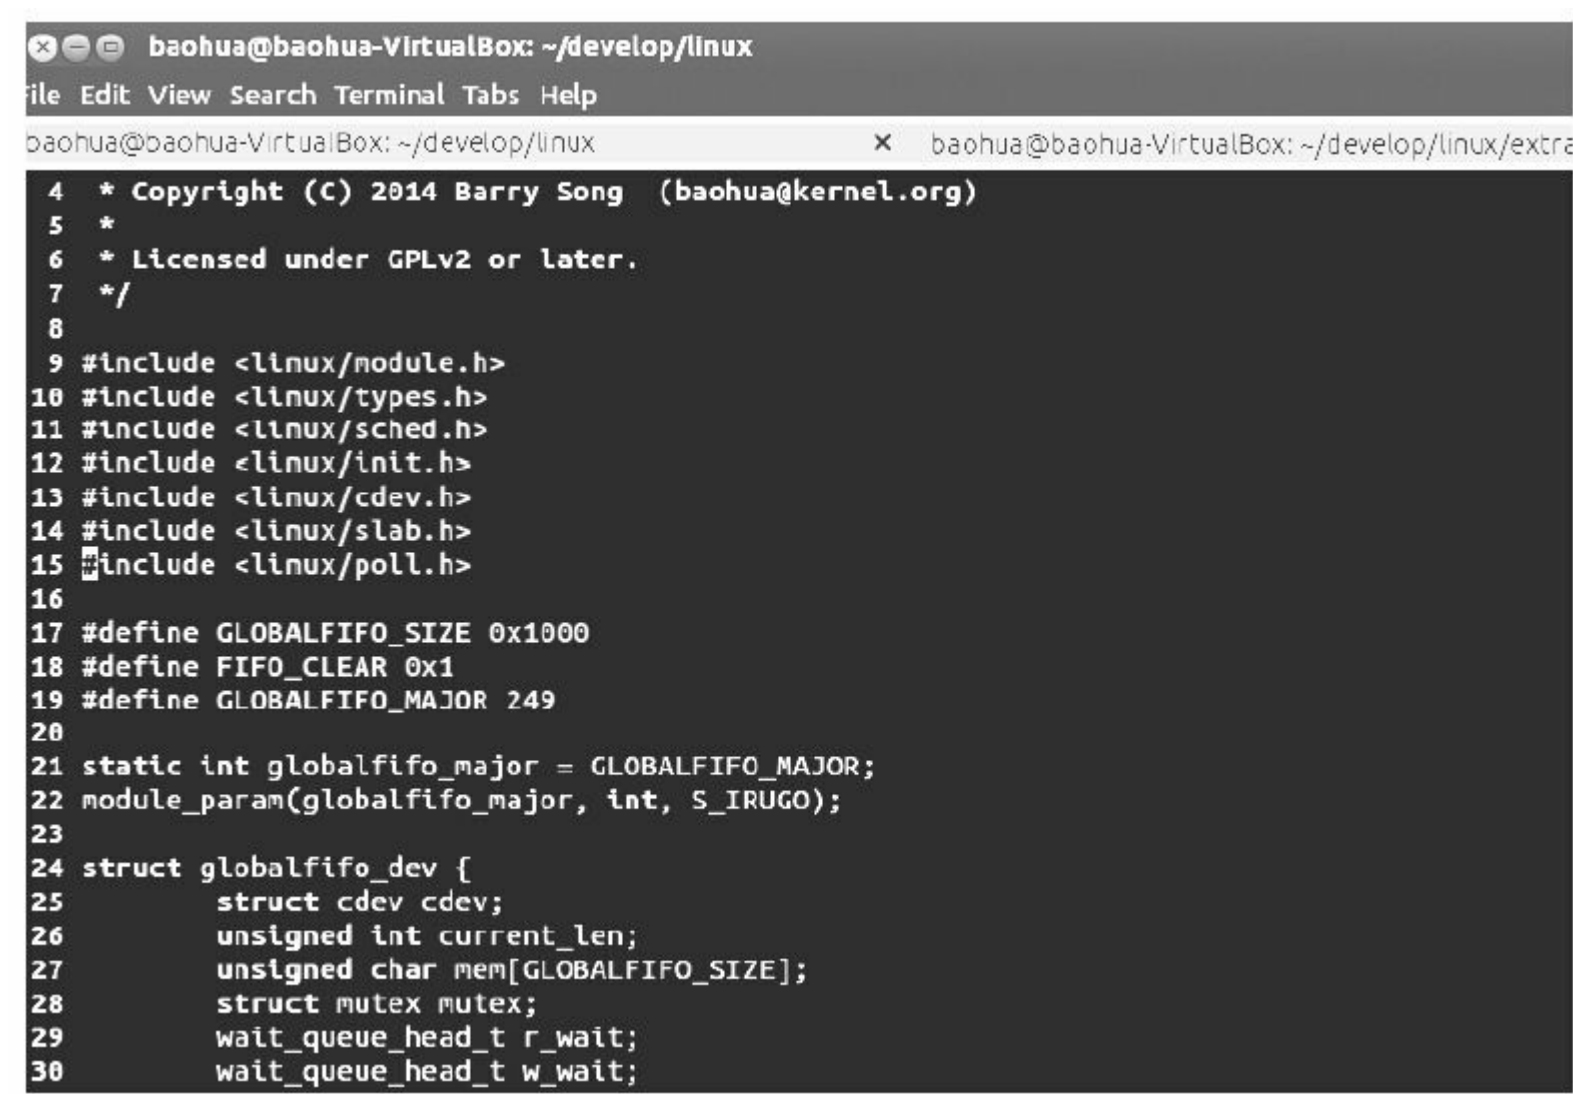 baohua@baohua-VirtualBox: ~/develop/linux
File Edit View Search Terminal Tabs Help
baohua@baohua-VirtualBox: ~/develop/linux × baohua@baohua-VirtualBox: ~/develop/linux/extra
4 * Copyright (C) 2014 Barry Song (baohua@kernel.org)
5 *
6 * Licensed under GPLv2 or later.
7 */
8
9 #include <linux/module.h>
10 #include <linux/types.h>
11 #include <linux/sched.h>
12 #include <linux/init.h>
13 #include <linux/cdev.h>
14 #include <linux/slab.h>
15 #include <linux/poll.h>
16
17 #define GLOBALFIFO_SIZE 0x1000
18 #define FIFO_CLEAR 0x1
19 #define GLOBALFIFO_MAJOR 249
20
21 static int globalfifo_major = GLOBALFIFO_MAJOR;
22 module_param(globalfifo_major, int, S_IRUGO);
23
24 struct globalfifo_dev {
25 struct cdev cdev;
26 unsigned int current_len;
27 unsigned char mem[GLOBALFIFO_SIZE];
28 struct mutex mutex;
29 wait_queue_head_t r_wait;
30 wait_queue_head_t w_wait;